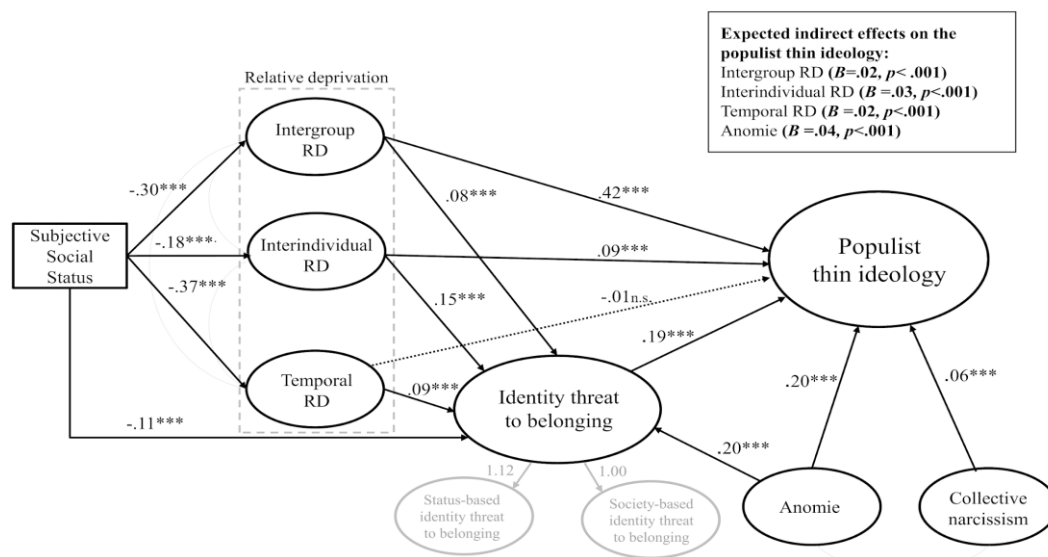 Expected indirect effects on the
populist thin ideology:
Intergroup RD (B=.02, p< .001)
Interindividual RD (B =.03, p<.001)
Temporal RD (B =.02, p<.001)
Anomie (B =.04, p<.001)
Relative deprivation
Intergroup
RD
-.30***
.08***
.42***
Subjective
Social
Status
-.18***
Interindividual
RD
.09***
Populist
thin ideology
-.37***
.15***
-.01n.s.
.19***
Temporal
RD
.09***
Identity threat
to belonging
.20***
.06***
-.11***
.20***
1.12
1.00
Status-based
identity threat
to belonging
Society-based
identity threat
to belonging
Anomie
Collective
narcissism